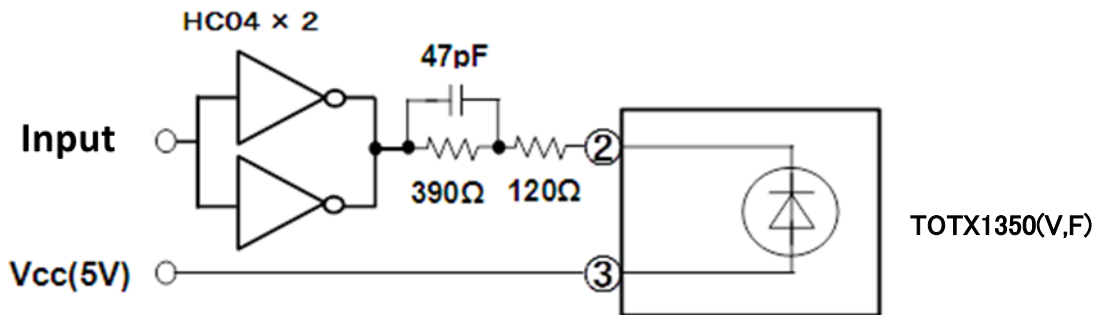 HC04 × 2
47pF
Input
390Ω
120Ω
②
TOTX1350(V,F)
Vcc(5V)
③